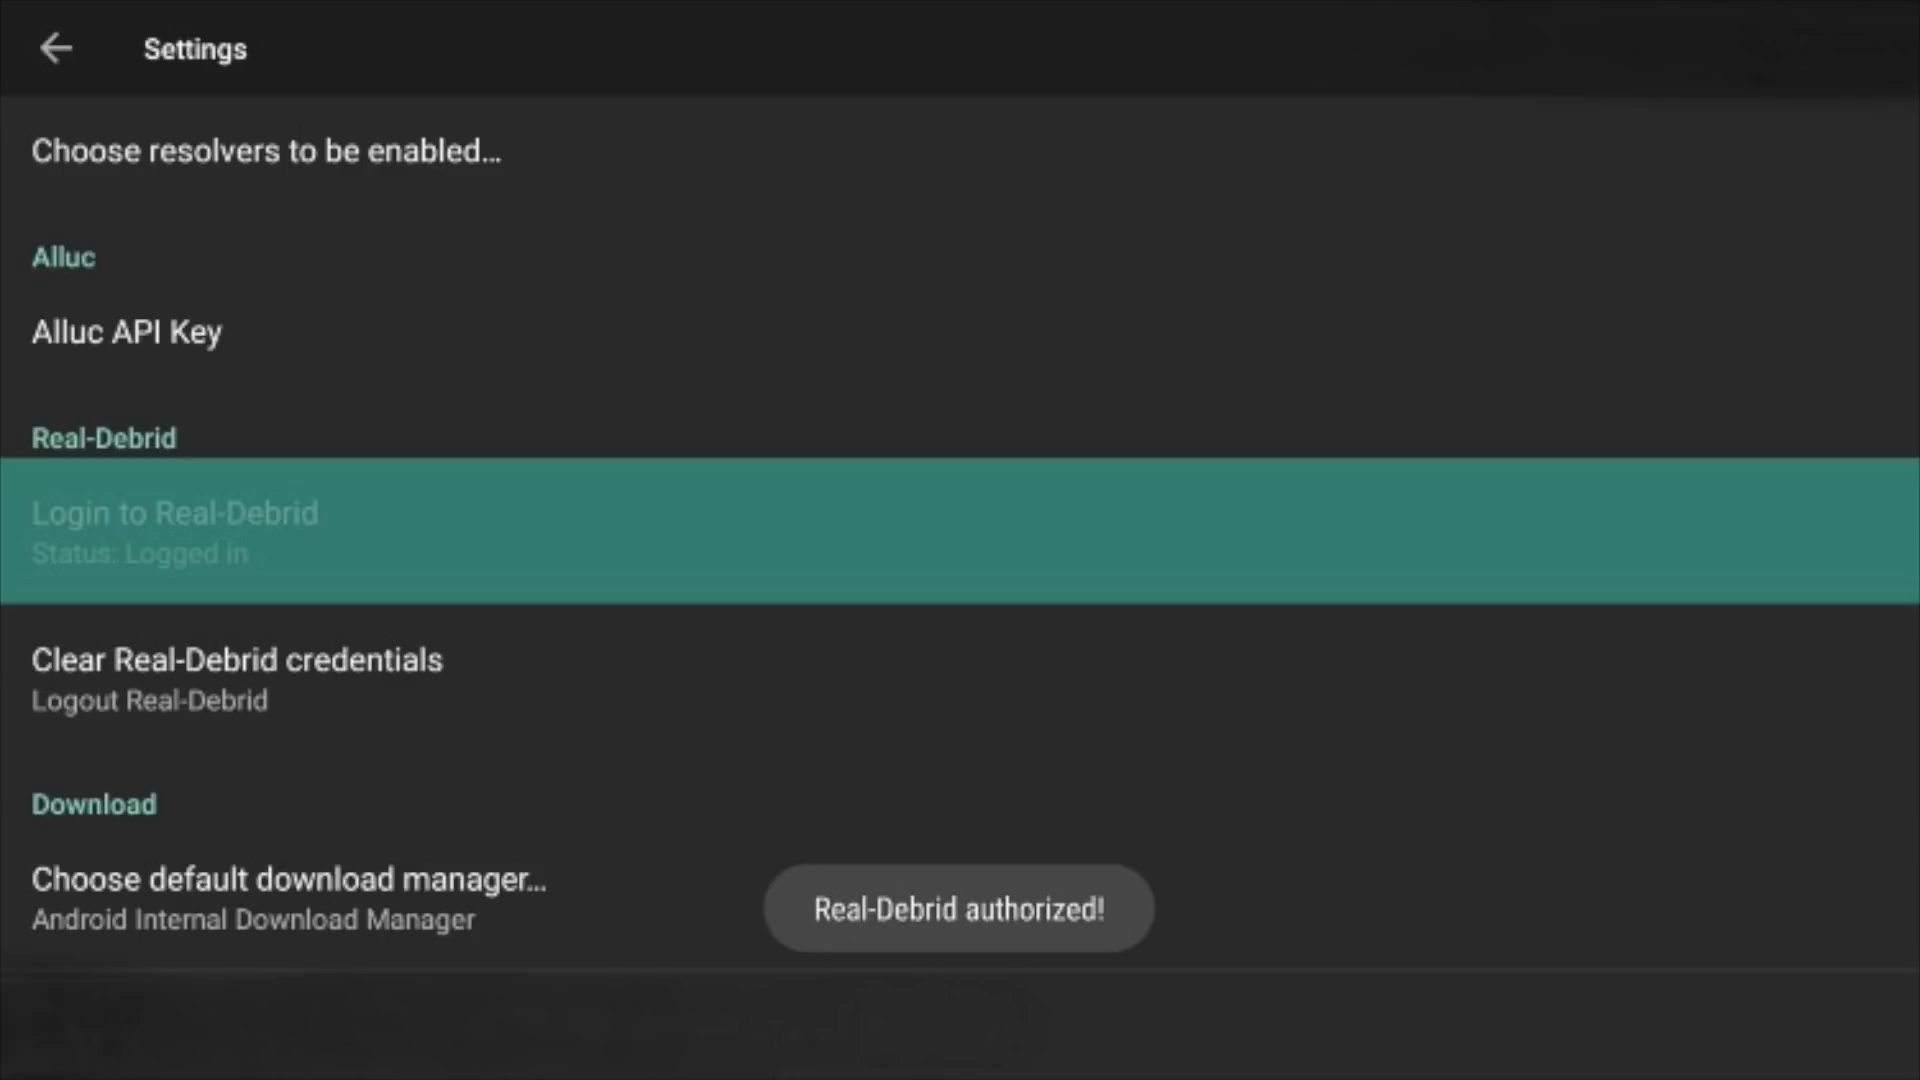 Settings
Choose resolvers to be enabled...
Alluc
Alluc API Key
Real-Debrid
Login to Real-Debrid
Status: Logged in
Clear Real-Debrid credentials
Logout Real-Debrid
Download
Choose default download manager...
Android Internal Download Manager
Real-Debrid authorized!